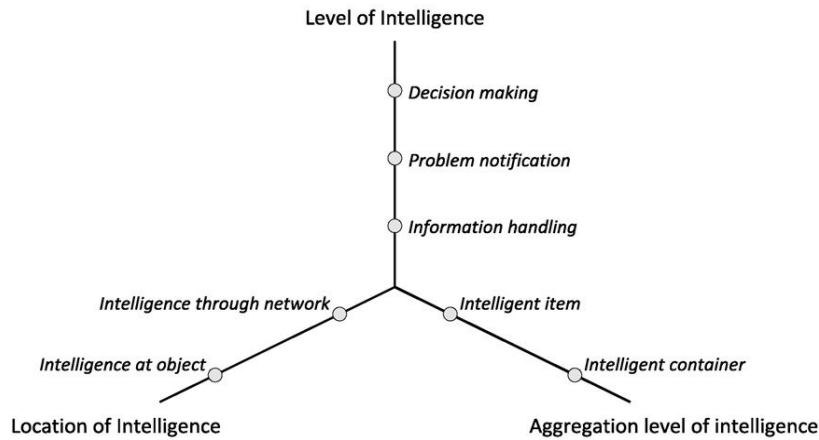 Level of Intelligence
Decision making
Problem notification
Information handling
Intelligence through network
Intelligent item
Intelligence at object
Intelligent container
Location of Intelligence
Aggregation level of intelligence